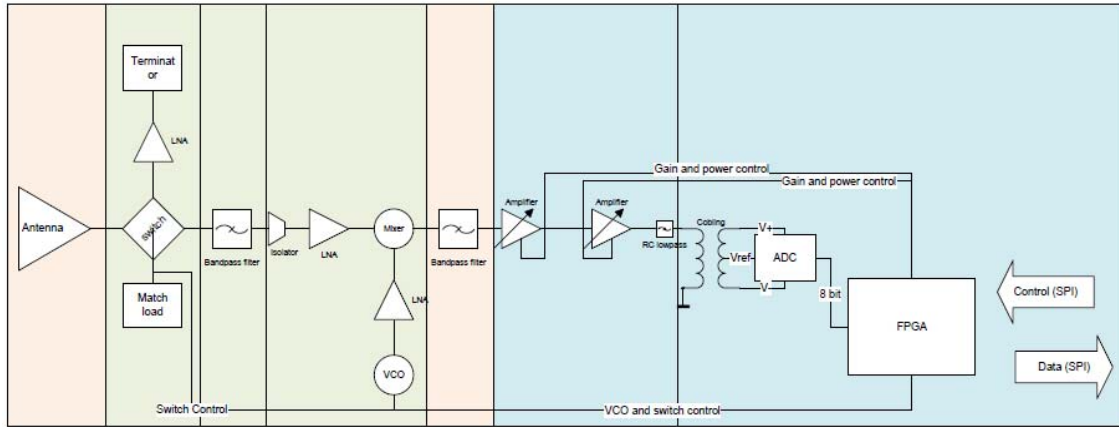 Terminat
or
LNA
Antenna
switch
Match
load
Switch Control
Bandpass filter
Isolator
LNA
Mixer
LNA
VCO
Bandpass filter
Amplifier
Amplifier
Gain and power control
Gain and power control
RC lowpass
Cobling
V+
Vref
V-
ADC
8 bit
FPGA
VCO and switch control
Control (SPI)
Data (SPI)